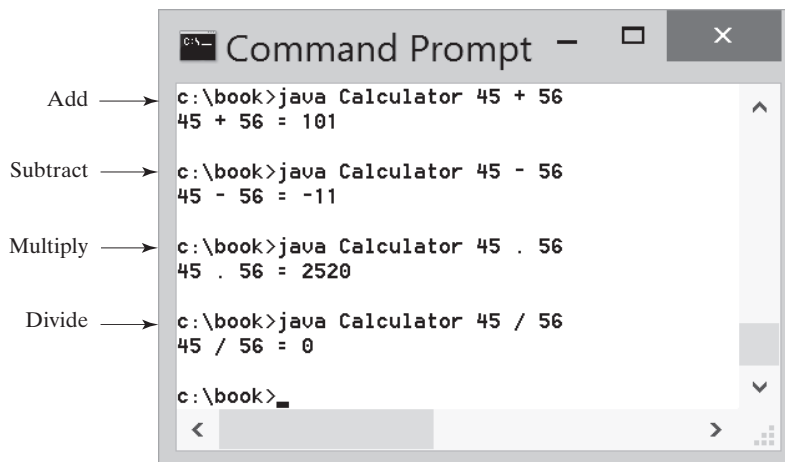 Command Prompt
Add
c:\book>java Calculator 45 + 56
45 + 56 = 101
Subtract
c:\book>java Calculator 45 - 56
45 - 56 = -11
Multiply
c:\book>java Calculator 45 . 56
45 . 56 = 2520
Divide
c:\book>java Calculator 45 / 56
45 / 56 = 0
c:\book>